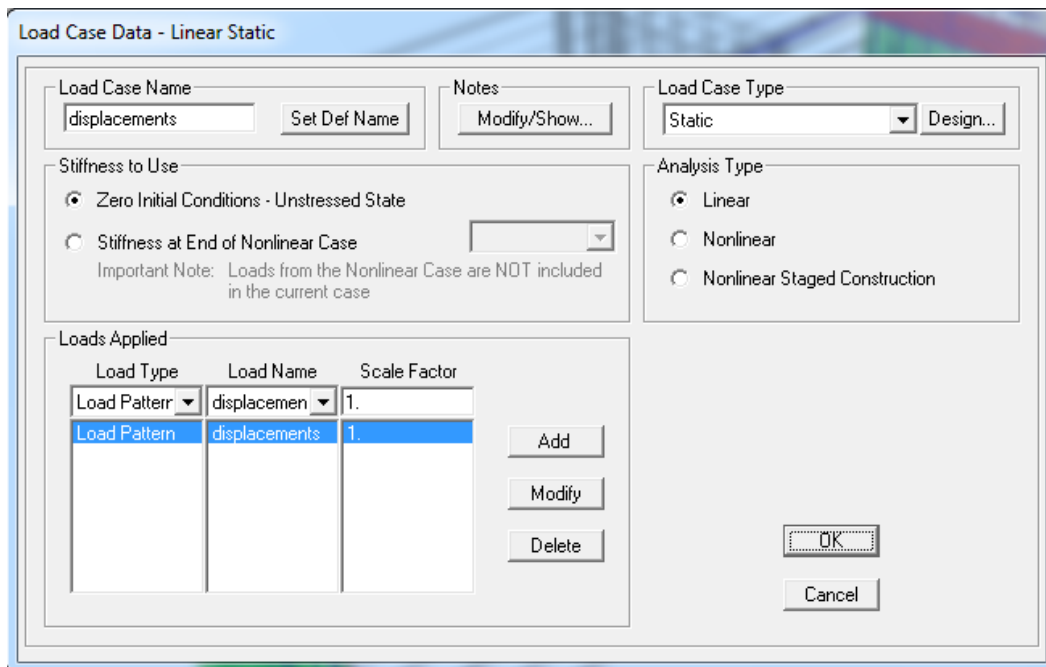 Load Case Data - Linear Static
Load Case Name
displacements
Set Def Name
Notes
Modify/Show...
Load Case Type
Static
Design...
Stiffness to Use
Zero Initial Conditions - Unstressed State
Stiffness at End of Nonlinear Case
Important Note: Loads from the Nonlinear Case are NOT included
in the current case
Analysis Type
Linear
Nonlinear
Nonlinear Staged Construction
Loads Applied
Load Type Load Name Scale Factor
Load Pattern displacemen 1.
Load Pattern displacements 1.
Add
Modify
Delete
OK
Cancel